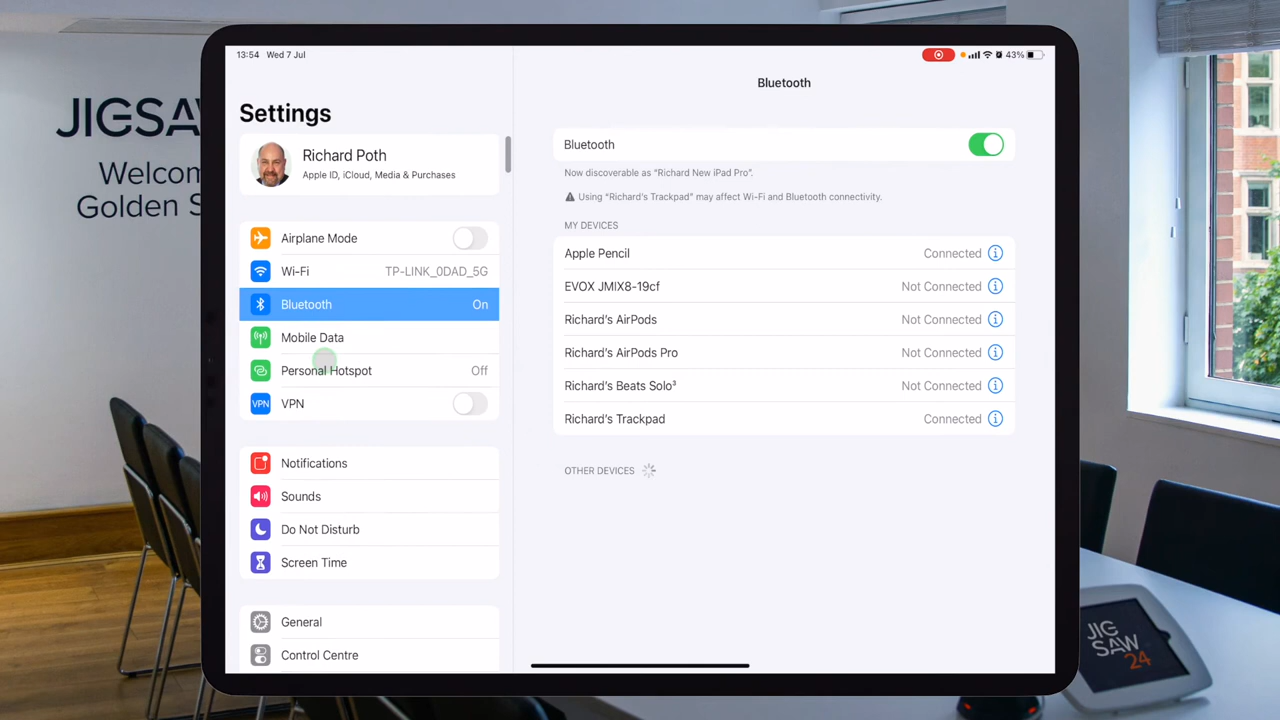 JIGSA
Welcom
Golden S
13:54 Wed 7 Jul
43%
Settings
Richard Poth
Apple ID, iCloud, Media & Purchases
Airplane Mode
Wi-Fi TP-LINK_0DAD_5G
Bluetooth On
Mobile Data
Personal Hotspot Off
VPN VPN
Notifications
Sounds
Do Not Disturb
Screen Time
General
Control Centre
Bluetooth
Bluetooth
Now discoverable as “Richard New iPad Pro”.
Using “Richard’s Trackpad” may affect Wi-Fi and Bluetooth connectivity.
MY DEVICES
Apple Pencil Connected
EVOX JMIX8-19cf Not Connected
Richard’s AirPods Not Connected
Richard’s AirPods Pro Not Connected
Richard’s Beats Solo³ Not Connected
Richard’s Trackpad Connected
OTHER DEVICES
JIG
SAW
24